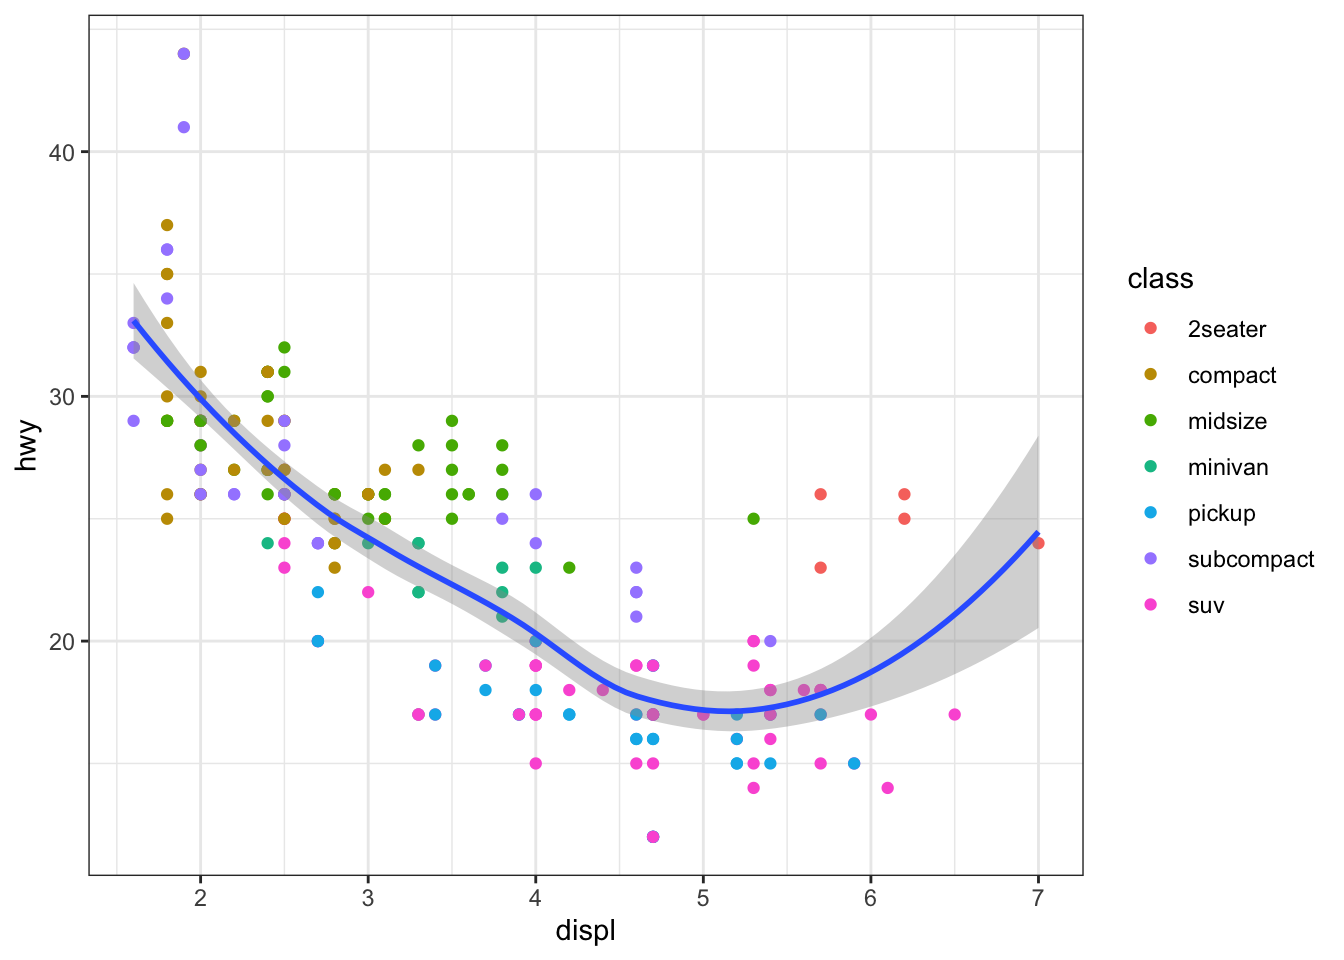 40
30
20
hwy
2 3 4 5 6 7
displ
class
2seater
compact
midsize
minivan
pickup
subcompact
suv